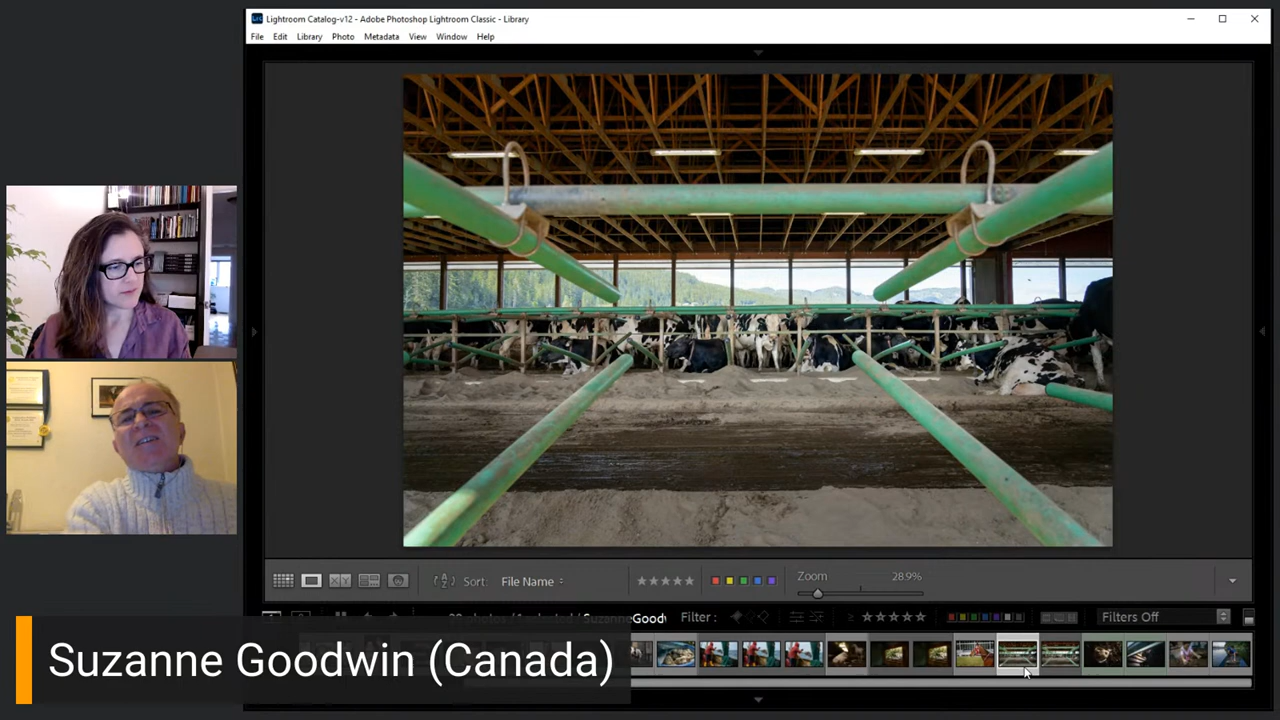 Lightroom Catalog-v12 - Adobe Photoshop Lightroom Classic - Library
File Edit Library Photo Metadata View Window Help
Sort: File Name
Zoom 28.9%
Filter :
Filters Off
Suzanne Goodwin (Canada)